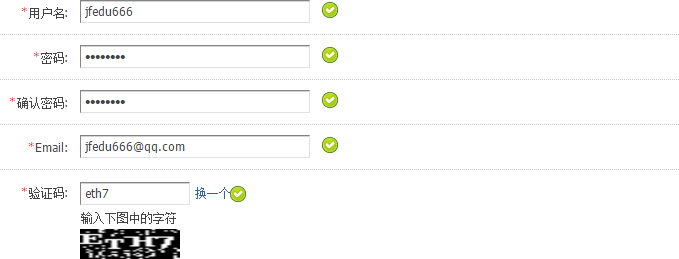 *用户名: jfedu666
*密码: ••••••••
*确认密码: ••••••••
*Email: jfedu666@qq.com
*验证码: eth7 换一个
输入下图中的字符
ETH7